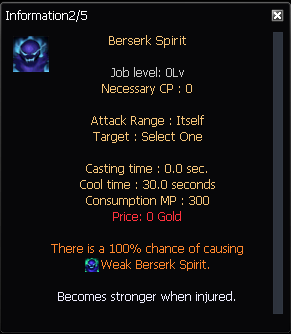 Information2/5
Berserk Spirit
Job level: 0Lv
Necessary CP : 0
Attack Range : Itself
Target : Select One
Casting time : 0.0 sec.
Cool time : 30.0 seconds
Consumption MP : 300
Price: 0 Gold
There is a 100% chance of causing
Weak Berserk Spirit.
Becomes stronger when injured.